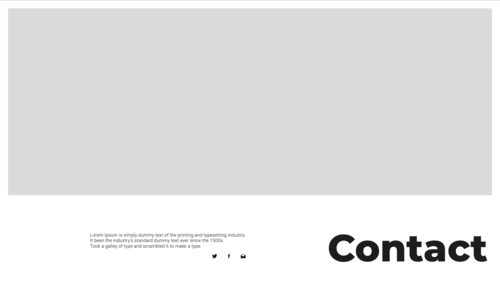 Lorem Ipsum is simply dummy text of the printing and typesetting industry.
It been the industry's standard dummy text ever since the 1500s.
Took a galley of type and scrambled it to make a type.
Contact